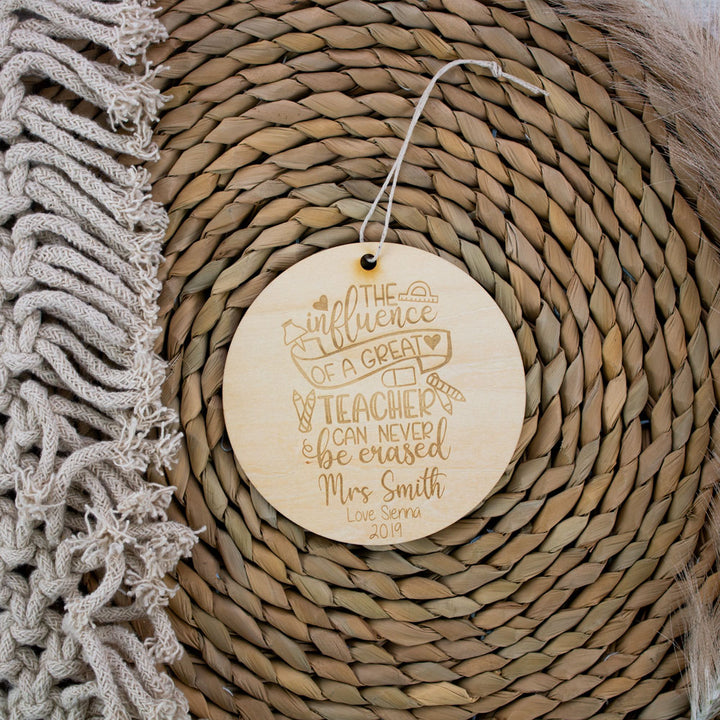 THE
influence
OF A GREAT
TEACHER
CAN NEVER
be erased
Mrs Smith
Love Sienna
2019